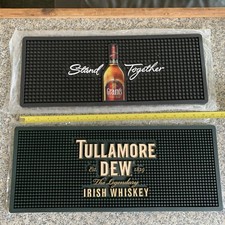 Stand Together
Grant's
TULLAMORE
DEW
Est. 1829
The Legendary
IRISH WHISKEY